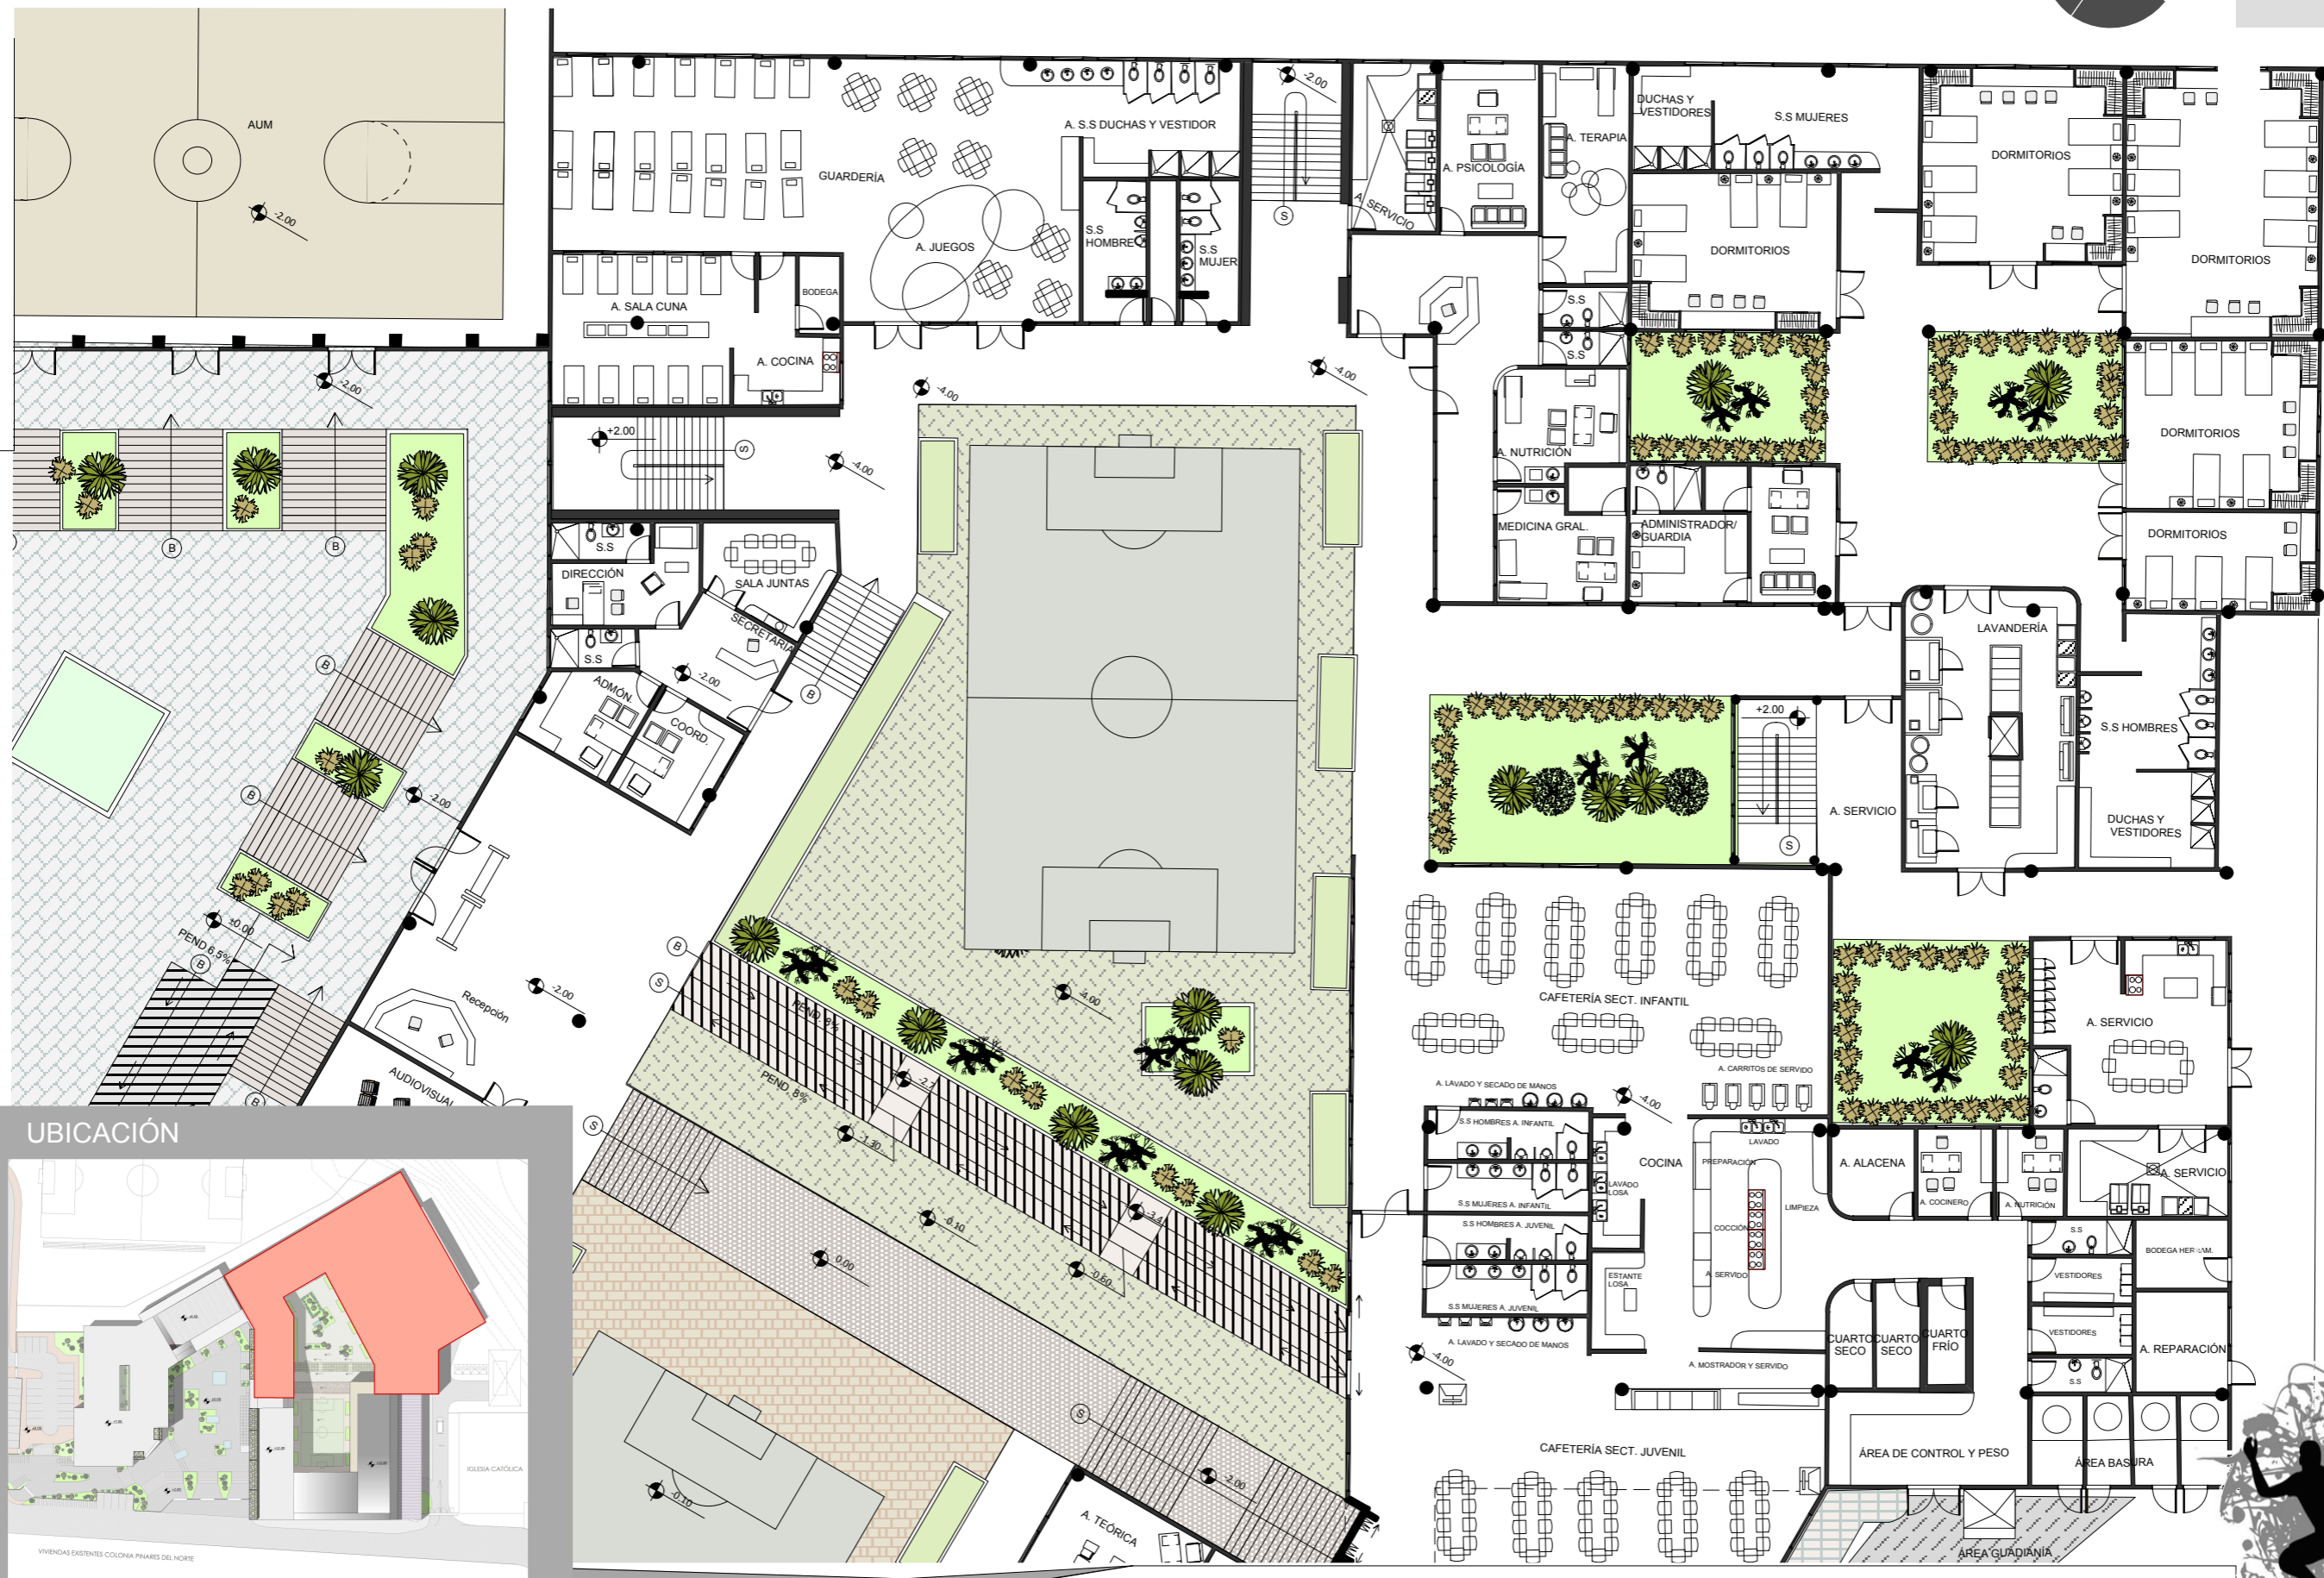 AUM
-2.00
-2.00
GUARDERÍA
A. JUEGOS
A. S.S DUCHAS Y VESTIDOR
S.S
HOMBRE
S.S
MUJER
A. SALA CUNA
BODEGA
A. COCINA
-2.00
S
A. SERVICIO
A. PSICOLOGÍA
A. TERAPIA
DUCHAS Y
VESTIDORES
S.S MUJERES
DORMITORIOS
DORMITORIOS
DORMITORIOS
S.S
S.S
-4.00
-4.00
-4.00
+2.00
S
B
B
A. NUTRICIÓN
MEDICINA GRAL.
ADMINISTRADOR/
GUARDIA
DORMITORIOS
DORMITORIOS
S.S
DIRECCIÓN
SALA JUNTAS
SECRETARIA
S.S
ADMÓN.
-2.00
COORD.
B
B
B
-2.00
LAVANDERÍA
S.S HOMBRES
DUCHAS Y
VESTIDORES
+2.00
S
A. SERVICIO
±0.00
PEND 6.5%
B
B
Recepción
-2.00
AUDIOVISUAL
B
S
PEND. 8%
PEND. 8%
-4.00
-1.30
-0.10
0.00
-0.60
S
CAFETERÍA SECT. INFANTIL
A. CARRITOS DE SERVIDO
A. LAVADO Y SECADO DE MANOS
-4.00
S.S HOMBRES A. INFANTIL
S.S MUJERES A. INFANTIL
S.S HOMBRES A. JUVENIL
S.S MUJERES A. JUVENIL
A. LAVADO Y SECADO DE MANOS
COCINA
LAVADO
PREPARACIÓN
LAVADO
LOSA
COCCIÓN
LIMPIEZA
A. SERVIDO
ESTANTE
LOSA
A. MOSTRADOR Y SERVIDO
-4.00
A. SERVICIO
A. ALACENA
A. COCINERO
A. NUTRICIÓN
A. SERVICIO
S.S
VESTIDORES
VESTIDORES
S.S
A. REPARACIÓN
CUARTO
SECO
CUARTO
SECO
CUARTO
FRÍO
ÁREA DE CONTROL Y PESO
ÁREA BASURA
CAFETERÍA SECT. JUVENIL
ÁREA GUADIANÍA
S
-2.00
-0.10
A. TEÓRICA
UBICACIÓN
IGLESIA CATÓLICA
VIVIENDAS EXISTENTES COLONIA PINARES DEL NORTE